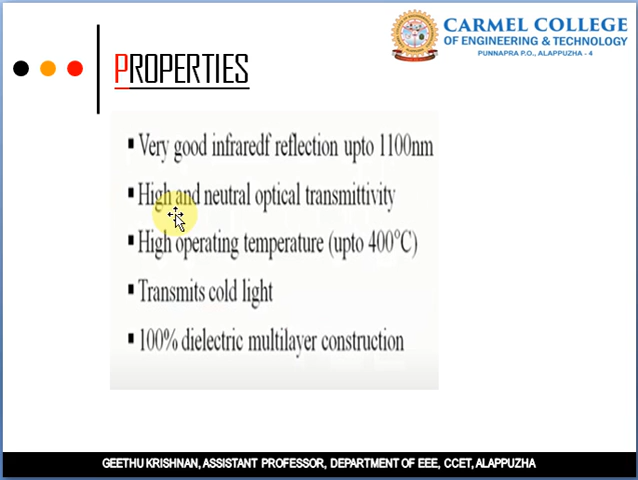 CARMEL COLLEGE
OF ENGINEERING & TECHNOLOGY
PUNNAPRA P.O., ALAPPUZHA - 4
PROPERTIES
▪ Very good infraredf reflection upto 1100nm
▪ High and neutral optical transmittivity
▪ High operating temperature (upto 400°C)
▪ Transmits cold light
▪ 100% dielectric multilayer construction
GEETHU KRISHNAN, ASSISTANT PROFESSOR, DEPARTMENT OF EEE, CCET, ALAPPUZHA